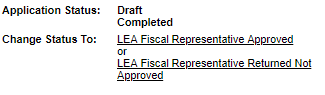 Application Status: Draft
Completed
Change Status To: LEA Fiscal Representative Approved
or
LEA Fiscal Representative Returned Not
Approved